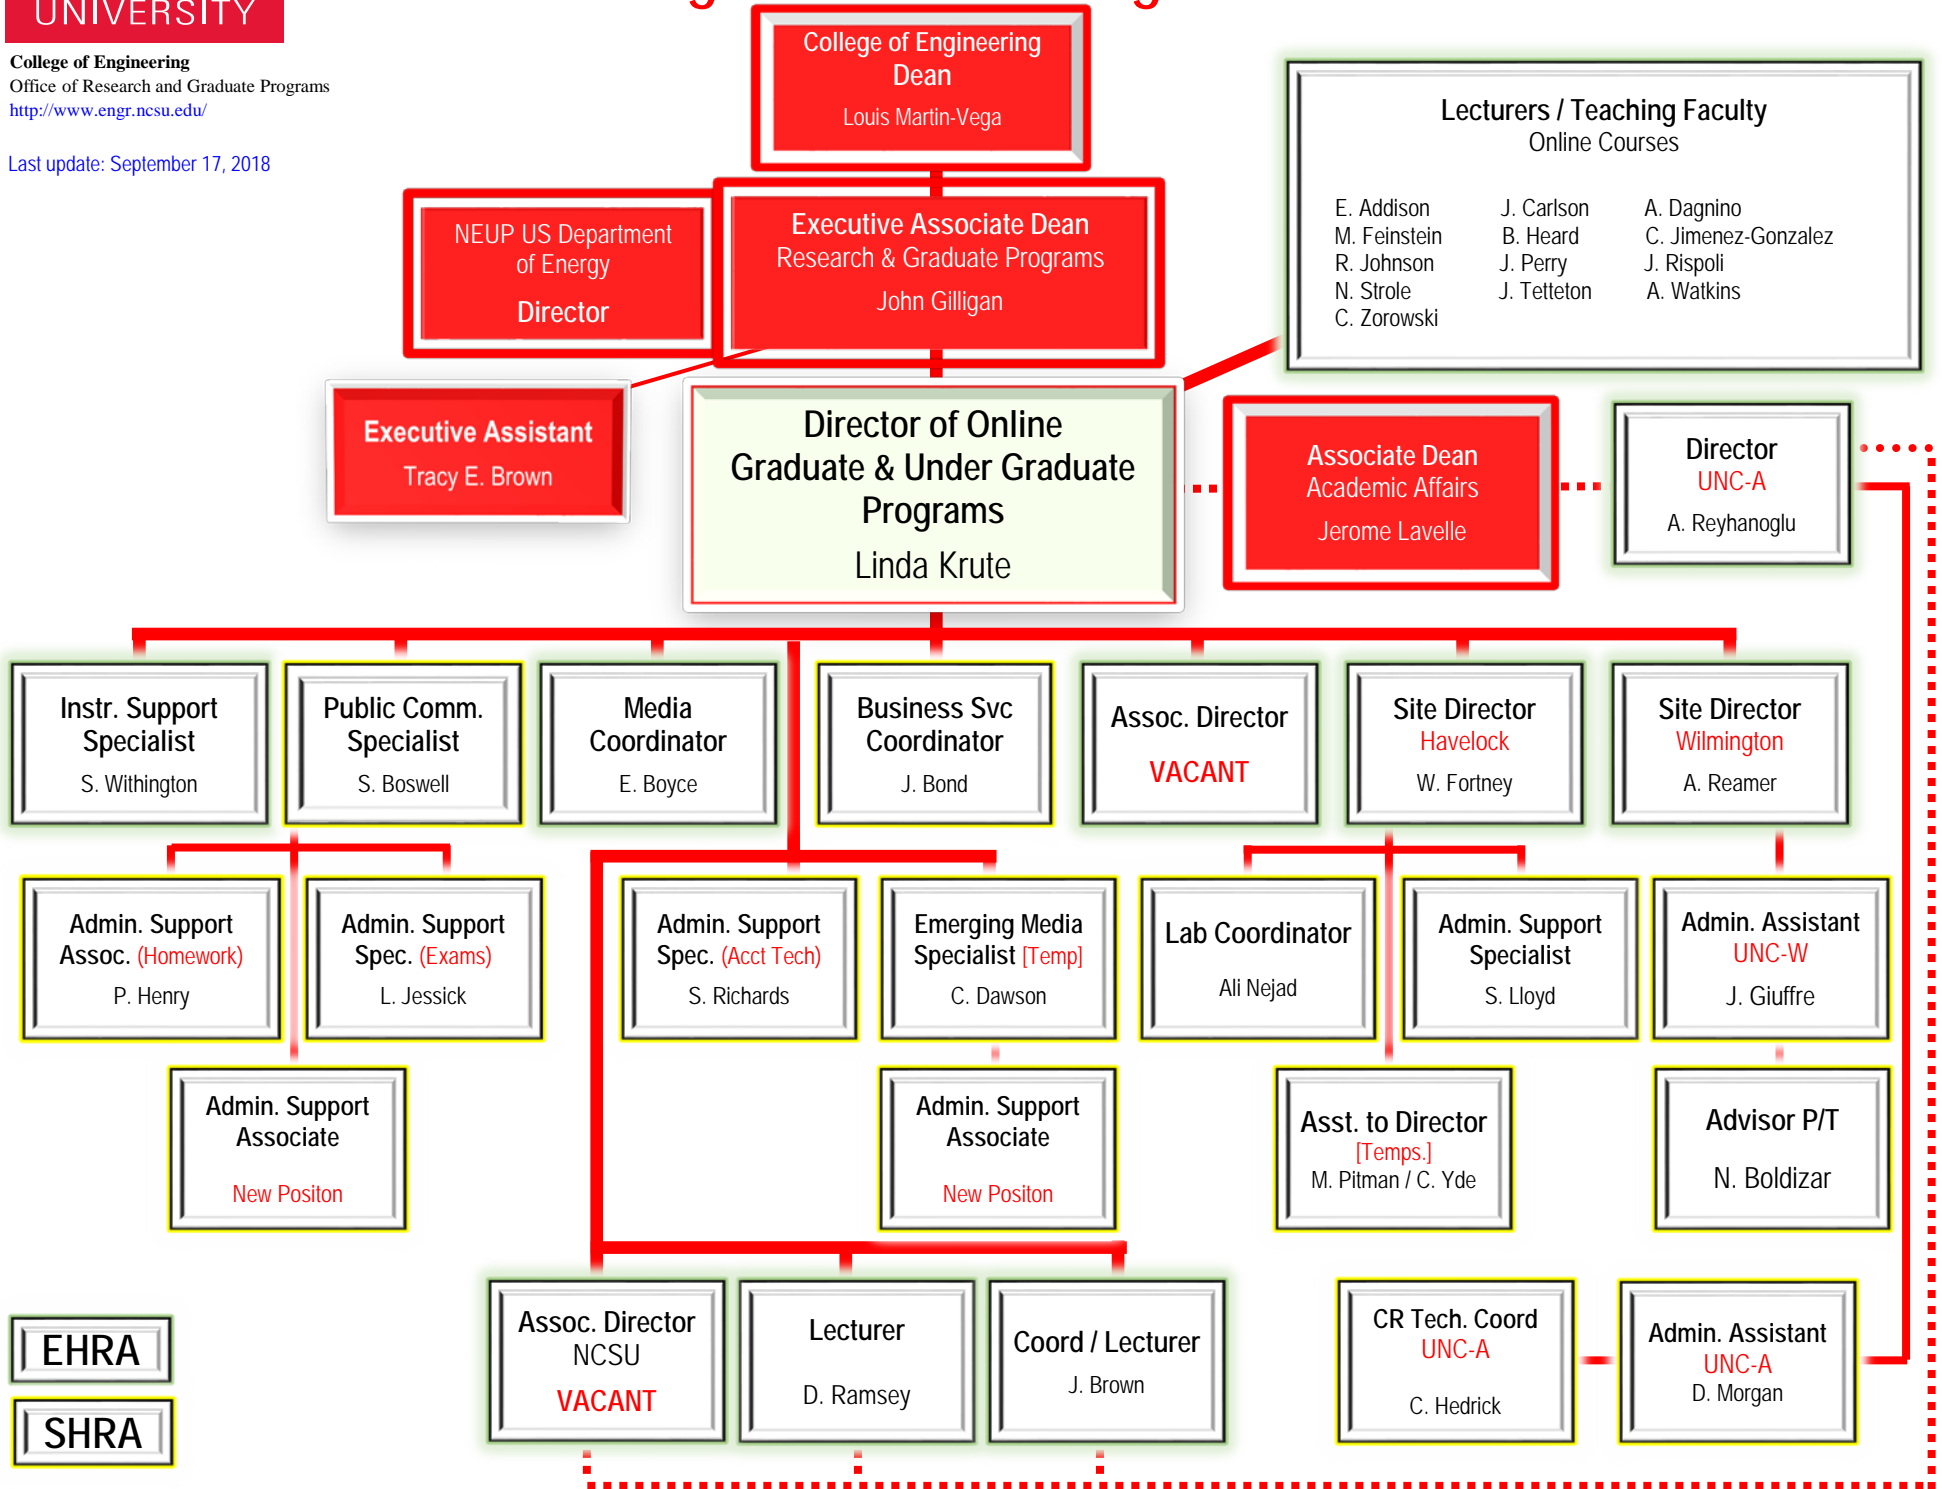 UNIVERSITY
College of Engineering
Office of Research and Graduate Programs
http://www.engr.ncsu.edu/
Last update: September 17, 2018
College of Engineering
Dean
Louis Martin-Vega
NEUP US Department
of Energy
Director
Executive Associate Dean
Research & Graduate Programs
John Gilligan
Lecturers / Teaching Faculty
Online Courses
E. Addison
M. Feinstein
R. Johnson
N. Strole
C. Zorowski
J. Carlson
B. Heard
J. Perry
J. Tetteton
A. Dagnino
C. Jimenez-Gonzalez
J. Rispoli
A. Watkins
Executive Assistant
Tracy E. Brown
Director of Online
Graduate & Under Graduate
Programs
Linda Krute
Associate Dean
Academic Affairs
Jerome Lavelle
Director
UNC-A
A. Reyhanoglu
Instr. Support
Specialist
S. Withington
Public Comm.
Specialist
S. Boswell
Media
Coordinator
E. Boyce
Business Svc
Coordinator
J. Bond
Assoc. Director
VACANT
Site Director
Havelock
W. Fortney
Site Director
Wilmington
A. Reamer
Admin. Support
Assoc. (Homework)
P. Henry
Admin. Support
Spec. (Exams)
L. Jessick
Admin. Support
Spec. (Acct Tech)
S. Richards
Emerging Media
Specialist [Temp]
C. Dawson
Lab Coordinator
Ali Nejad
Admin. Support
Specialist
S. Lloyd
Admin. Assistant
UNC-W
J. Giuffre
Admin. Support
Associate
New Positon
Admin. Support
Associate
New Positon
Asst. to Director
[Temps.]
M. Pitman / C. Yde
Advisor P/T
N. Boldizar
EHRA
SHRA
Assoc. Director
NCSU
VACANT
Lecturer
D. Ramsey
Coord / Lecturer
J. Brown
CR Tech. Coord
UNC-A
C. Hedrick
Admin. Assistant
UNC-A
D. Morgan